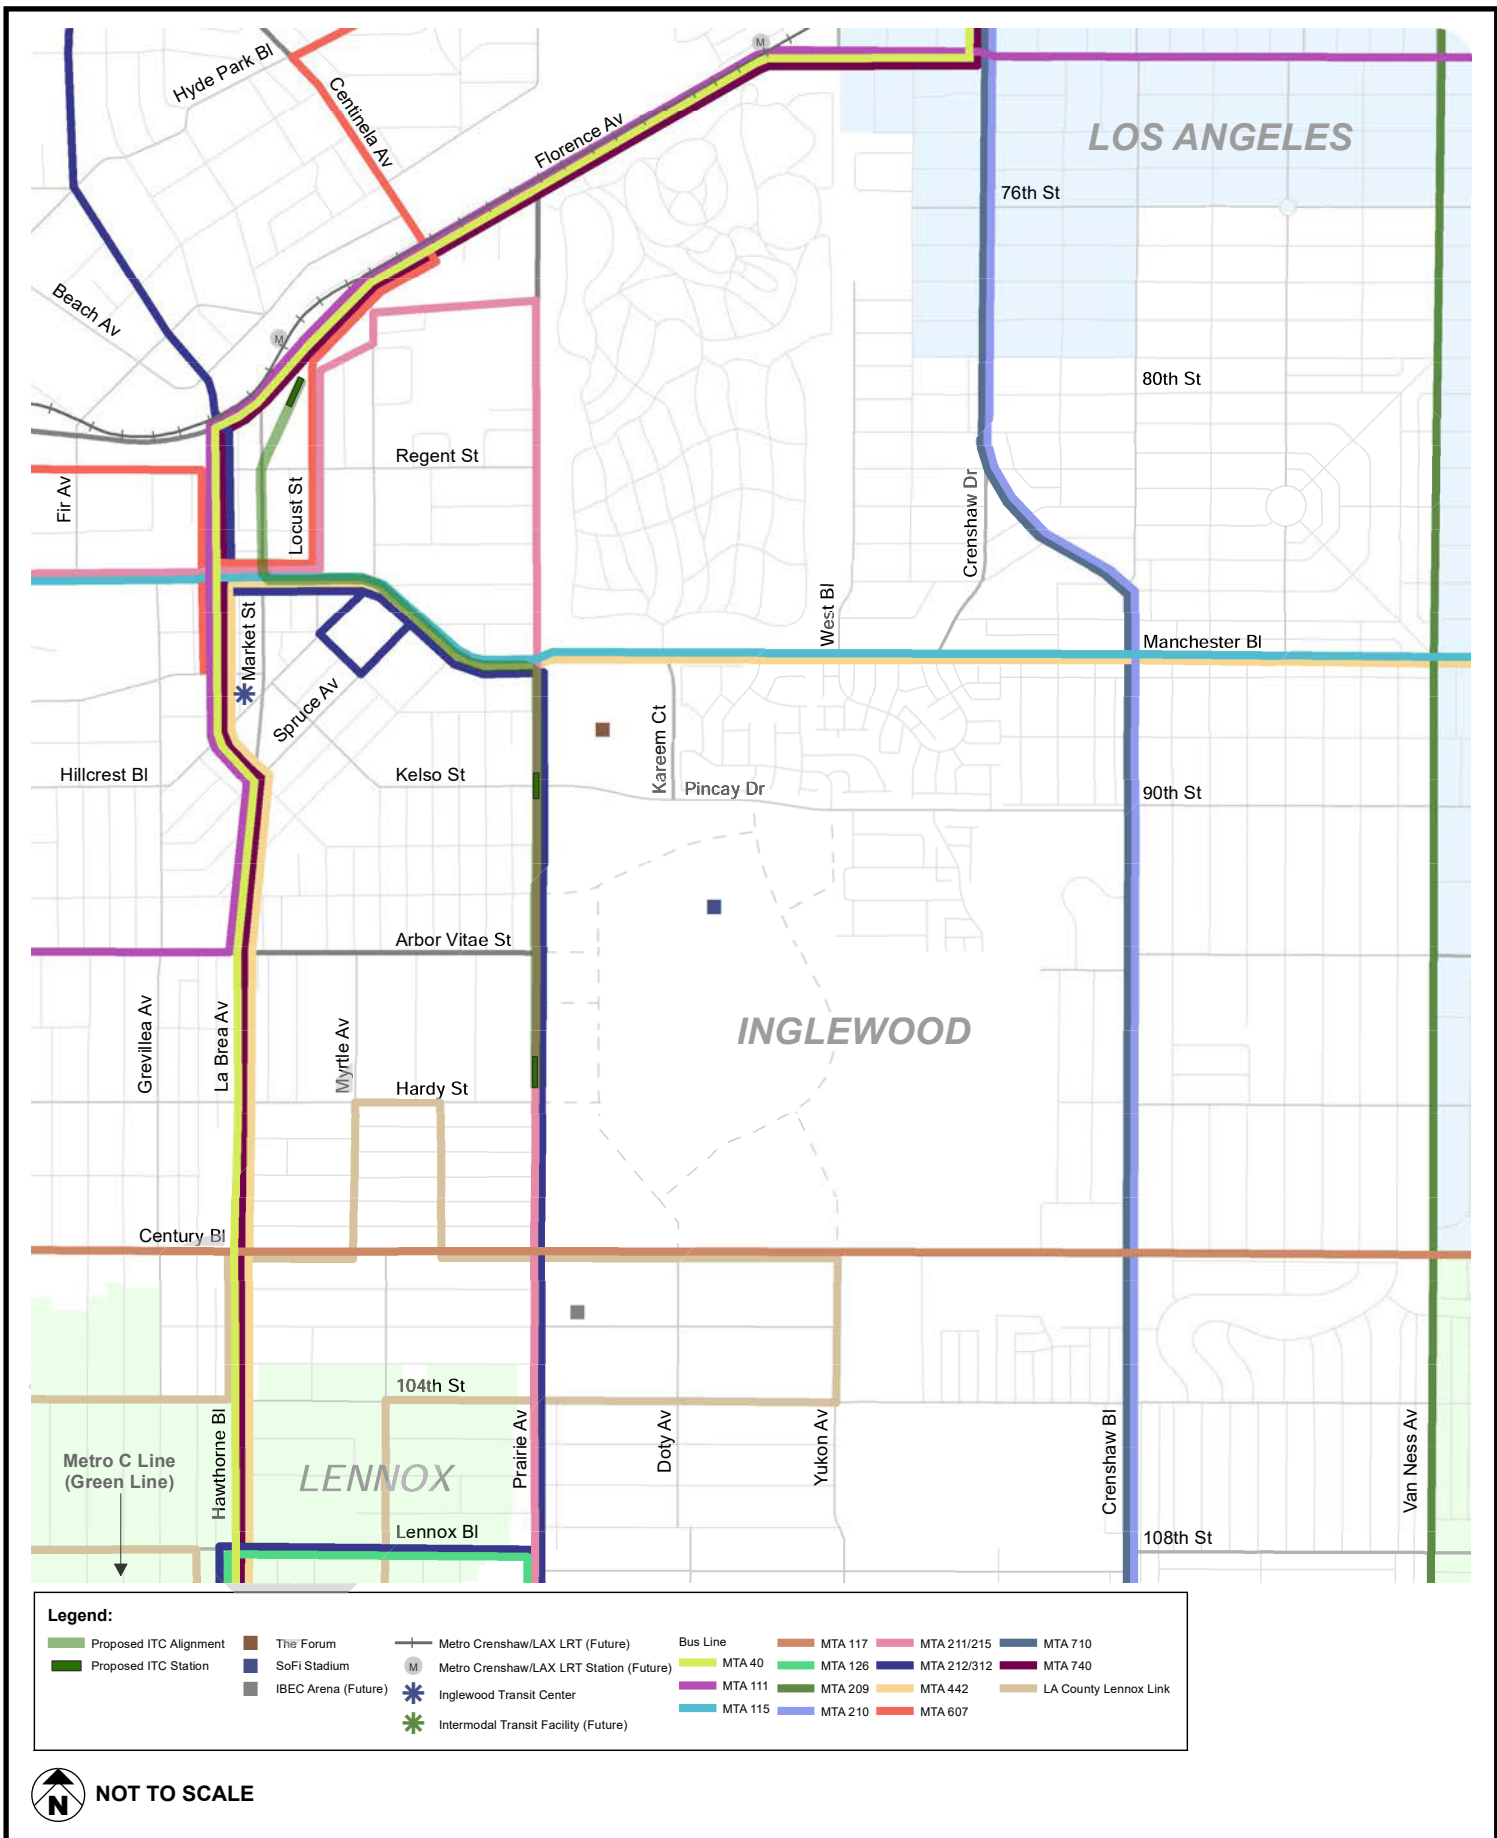 M
Hyde Park Bl
Centinela Av
Florence Av
LOS ANGELES
76th St
Beach Av
M
80th St
Regent St
Fir Av
Locust St
Crenshaw Dr
West Bl
Market St
Manchester Bl
Spruce Av
Kareem Ct
Hillcrest Bl
Kelso St
Pincay Dr
90th St
Arbor Vitae St
Grevillea Av
La Brea Av
Myrtle Av
INGLEWOOD
Hardy St
Century Bl
104th St
Hawthorne Bl
Prairie Av
Doty Av
Yukon Av
Crenshaw Bl
Van Ness Av
Metro C Line
(Green Line)
LENNOX
Lennox Bl
108th St
Legend:
Proposed ITC Alignment
Proposed ITC Station
The Forum
SoFi Stadium
IBEC Arena (Future)
Metro Crenshaw/LAX LRT (Future)
M Metro Crenshaw/LAX LRT Station (Future)
Inglewood Transit Center
Intermodal Transit Facility (Future)
Bus Line
MTA 40
MTA 111
MTA 115
MTA 117
MTA 126
MTA 209
MTA 210
MTA 211/215
MTA 212/312
MTA 442
MTA 607
MTA 710
MTA 740
LA County Lennox Link
N
NOT TO SCALE